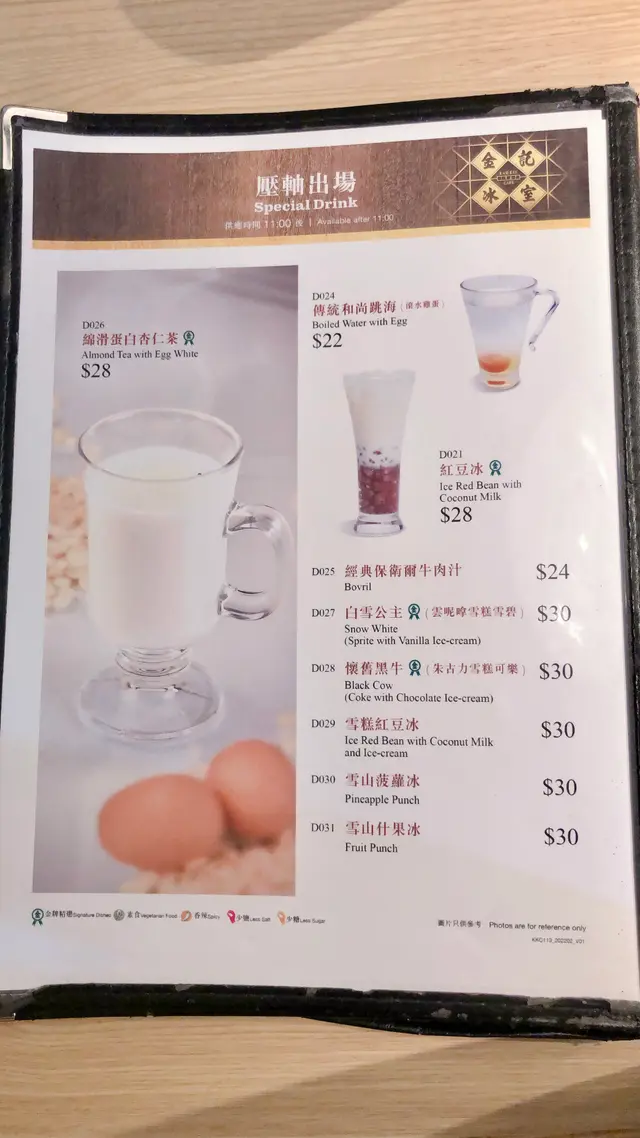 壓軸出場
Special Drink
供應時間 11:00 後 | Available after 11:00
金記
冰室
D026
綿滑蛋白杏仁茶
Almond Tea with Egg White
$28
D024
傳統和尚跳海 (滾水雞蛋)
Boiled Water with Egg
$22
D021
紅豆冰
Ice Red Bean with
Coconut Milk
$28
D025 經典保衛爾牛肉汁 $24
Bovril
D027 白雪公主 (雲呢嗱雪糕雪碧) $30
Snow White
(Sprite with Vanilla Ice-cream)
D028 懷舊黑牛 (朱古力雪糕可樂) $30
Black Cow
(Coke with Chocolate Ice-cream)
D029 雪糕紅豆冰 $30
Ice Red Bean with Coconut Milk
and Ice-cream
D030 雪山菠蘿冰 $30
Pineapple Punch
D031 雪山什果冰 $30
Fruit Punch
金牌精選 Signature Dishes 素食 Vegetarian Food 香辣 Spicy 少鹽 Less Salt 少糖 Less Sugar
圖片只供參考 Photos are for reference only
KKC113_202202_V01